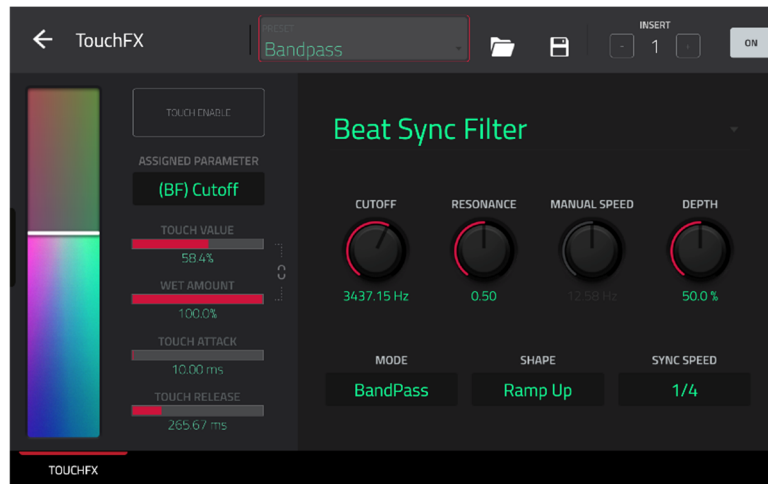 TouchFX
PRESET
Bandpass
INSERT
- 1 -
ON
TOUCH ENABLE
ASSIGNED PARAMETER
(BF) Cutoff
TOUCH VALUE
58.4%
WET AMOUNT
100.0%
TOUCH ATTACK
10.00 ms
TOUCH RELEASE
265.67 ms
Beat Sync Filter
CUTOFF RESONANCE MANUAL SPEED DEPTH
3437.15 Hz 0.50 12.58 Hz 50.0 %
MODE SHAPE SYNC SPEED
BandPass Ramp Up 1/4
TOUCHFX